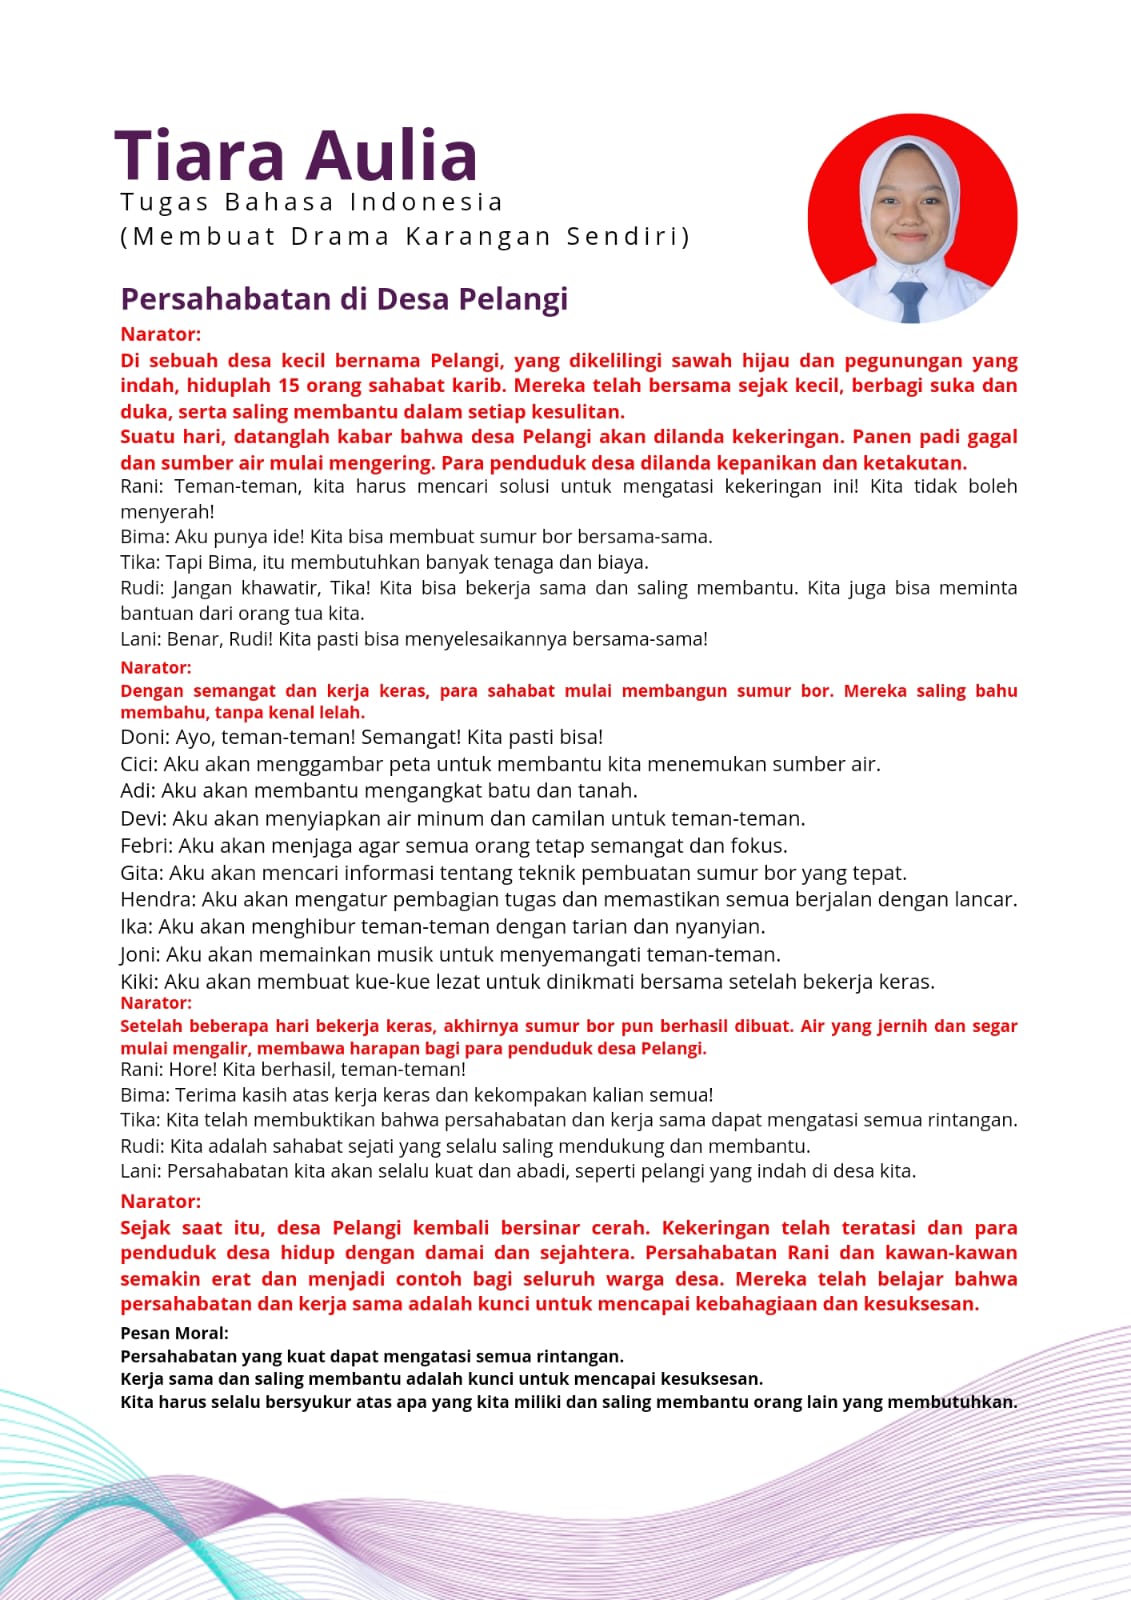 Tiara Aulia
Tugas Bahasa Indonesia
(Membuat Drama Karangan Sendiri)
Persahabatan di Desa Pelangi
Narator:
Di sebuah desa kecil bernama Pelangi, yang dikelilingi sawah hijau dan pegunungan yang
indah, hiduplah 15 orang sahabat karib. Mereka telah bersama sejak kecil, berbagi suka dan
duka, serta saling membantu dalam setiap kesulitan.
Suatu hari, datanglah kabar bahwa desa Pelangi akan dilanda kekeringan. Panen padi gagal
dan sumber air mulai mengering. Para penduduk desa dilanda kepanikan dan ketakutan.
Rani: Teman-teman, kita harus mencari solusi untuk mengatasi kekeringan ini! Kita tidak boleh
menyerah!
Bima: Aku punya ide! Kita bisa membuat sumur bor bersama-sama.
Tika: Tapi Bima, itu membutuhkan banyak tenaga dan biaya.
Rudi: Jangan khawatir, Tika! Kita bisa bekerja sama dan saling membantu. Kita juga bisa meminta
bantuan dari orang tua kita.
Lani: Benar, Rudi! Kita pasti bisa menyelesaikannya bersama-sama!
Narator:
Dengan semangat dan kerja keras, para sahabat mulai membangun sumur bor. Mereka saling bahu
membahu, tanpa kenal lelah.
Doni: Ayo, teman-teman! Semangat! Kita pasti bisa!
Cici: Aku akan menggambar peta untuk membantu kita menemukan sumber air.
Adi: Aku akan membantu mengangkat batu dan tanah.
Devi: Aku akan menyiapkan air minum dan camilan untuk teman-teman.
Febri: Aku akan menjaga agar semua orang tetap semangat dan fokus.
Gita: Aku akan mencari informasi tentang teknik pembuatan sumur bor yang tepat.
Hendra: Aku akan mengatur pembagian tugas dan memastikan semua berjalan dengan lancar.
Ika: Aku akan menghibur teman-teman dengan tarian dan nyanyian.
Joni: Aku akan memainkan musik untuk menyemangati teman-teman.
Kiki: Aku akan membuat kue-kue lezat untuk dinikmati bersama setelah bekerja keras.
Narator:
Setelah beberapa hari bekerja keras, akhirnya sumur bor pun berhasil dibuat. Air yang jernih dan segar
mulai mengalir, membawa harapan bagi para penduduk desa Pelangi.
Rani: Hore! Kita berhasil, teman-teman!
Bima: Terima kasih atas kerja keras dan kekompakan kalian semua!
Tika: Kita telah membuktikan bahwa persahabatan dan kerja sama dapat mengatasi semua rintangan.
Rudi: Kita adalah sahabat sejati yang selalu saling mendukung dan membantu.
Lani: Persahabatan kita akan selalu kuat dan abadi, seperti pelangi yang indah di desa kita.
Narator:
Sejak saat itu, desa Pelangi kembali bersinar cerah. Kekeringan telah teratasi dan para
penduduk desa hidup dengan damai dan sejahtera. Persahabatan Rani dan kawan-kawan
semakin erat dan menjadi contoh bagi seluruh warga desa. Mereka telah belajar bahwa
persahabatan dan kerja sama adalah kunci untuk mencapai kebahagiaan dan kesuksesan.
Pesan Moral:
Persahabatan yang kuat dapat mengatasi semua rintangan.
Kerja sama dan saling membantu adalah kunci untuk mencapai kesuksesan.
Kita harus selalu bersyukur atas apa yang kita miliki dan saling membantu orang lain yang membutuhkan.